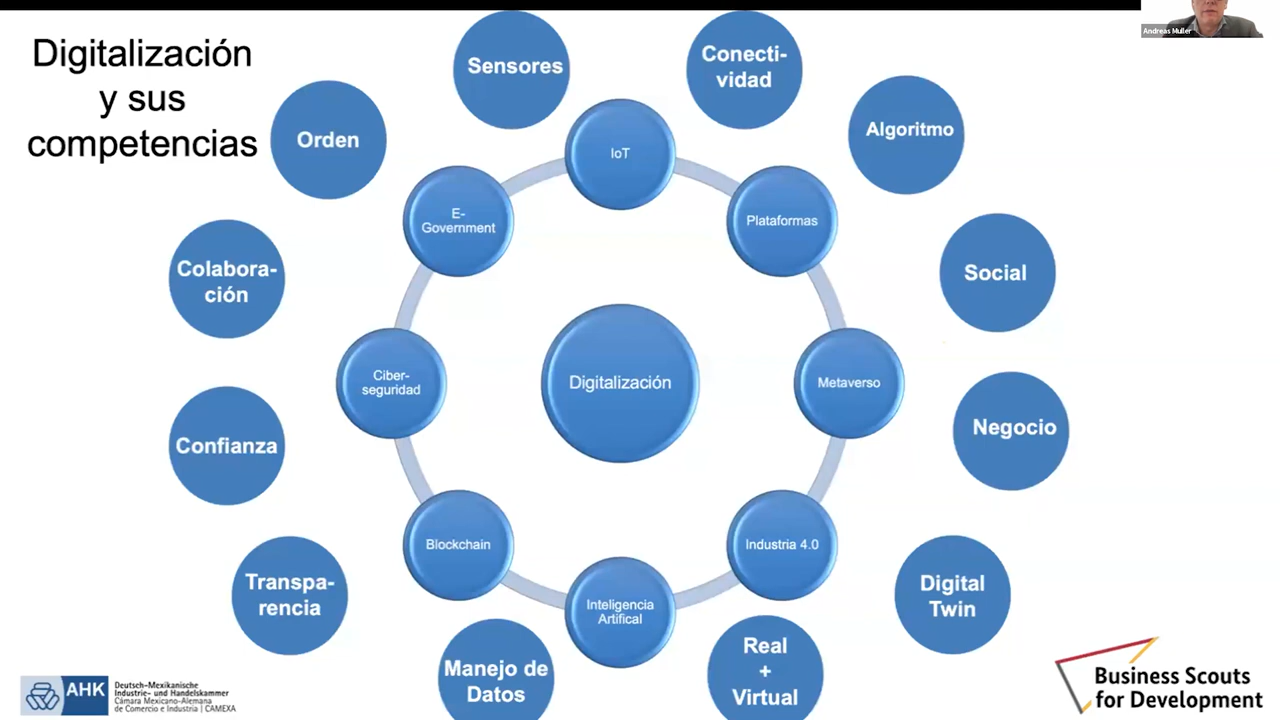 Digitalización
y sus
competencias
Andreas Muller
Sensores
Conecti-
vidad
Orden
Algoritmo
IoT
E-
Government
Plataformas
Colabora-
ción
Social
Ciber-
seguridad
Digitalización
Metaverso
Confianza
Negocio
Blockchain
Industria 4.0
Transpa-
rencia
Inteligencia
Artifical
Digital
Twin
Manejo de
Datos
Real
+
Virtual
AHK
Deutsch-Mexikanische
Industrie- und Handelskammer
Cámara Mexicano-Alemana
de Comercio e Industria | CAMEXA
Business Scouts
for Development